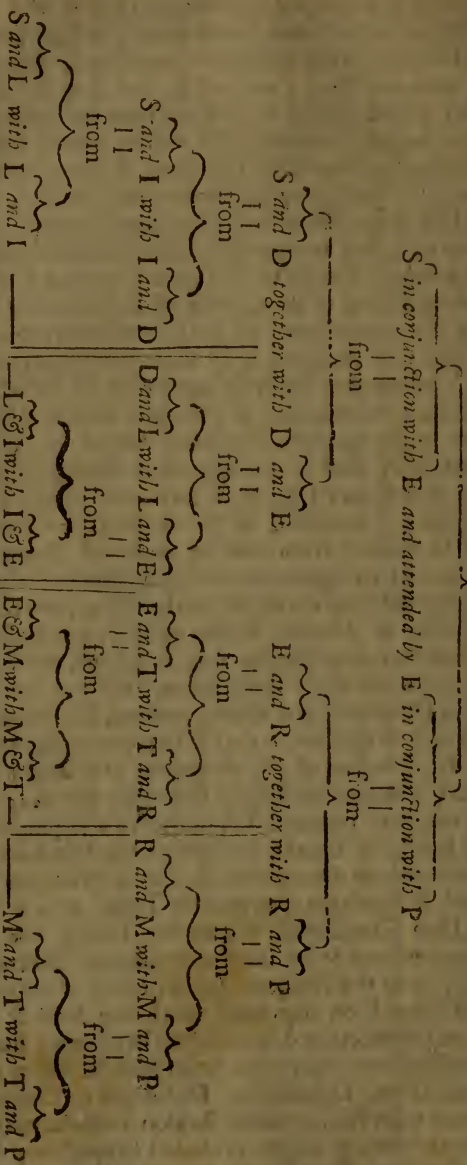 S in conjunction with E and attended by E in conjunction with P
from from
S and D together with D and E E and R together with R and P.
from from from from
S and I with I and D D and L with L and E E and T with T and R R and M with M and P.
from from from from
S and L with L and I —— —L & I with I & E E & M with M & T— —— M and T with T and P